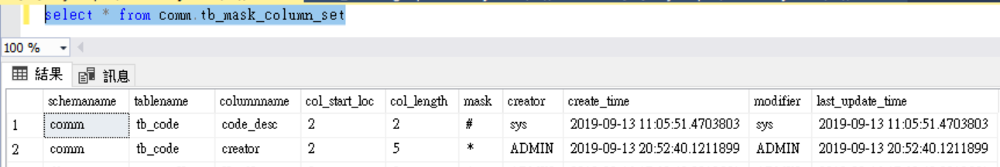 select * from comm.tb_mask_column_set
100 %
結果 訊息
schemaname tablename columnname col_start_loc col_length mask creator create_time modifier last_update_time
1 comm tb_code code_desc 2 2 # sys 2019-09-13 11:05:51.4703803 sys 2019-09-13 11:05:51.4703803
2 comm tb_code creator 2 5 * ADMIN 2019-09-13 20:52:40.1211899 ADMIN 2019-09-13 20:52:40.1211899